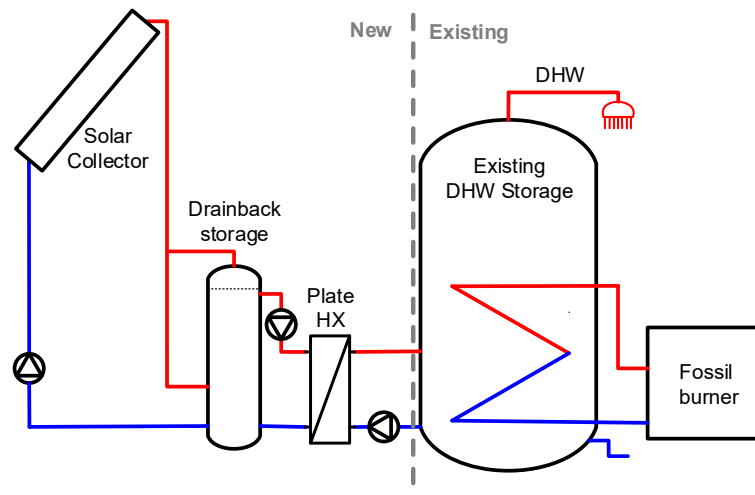 New
Existing
DHW
Solar
Collector
Existing
DHW Storage
Drainback
storage
Plate
HX
Fossil
burner